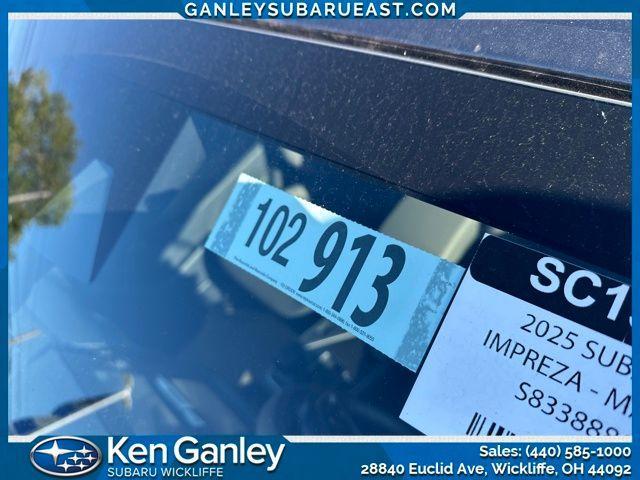 GANLEYSUBARUEAST.COM
102 913
SC1
2025 SUB
IMPREZA - M
S833888
Ken Ganley
SUBARU WICKLIFFE
Sales: (440) 585-1000
28840 Euclid Ave, Wickliffe, OH 44092